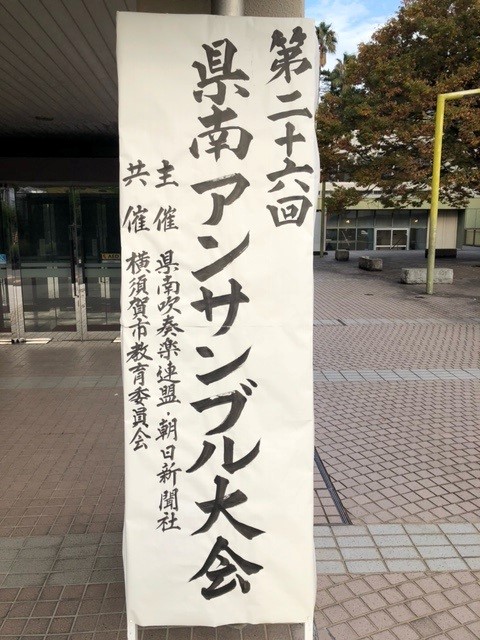 第二十六回
県南アンサンブル大会
主催 県南吹奏楽連盟・朝日新聞社
共催 横須賀市教育委員会